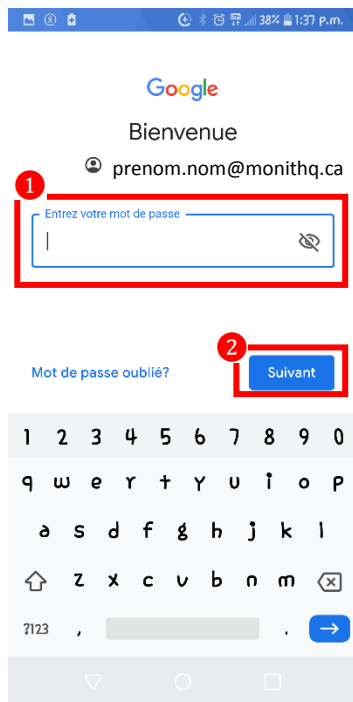 38% 1:37 p.m.
Google
Bienvenue
prenom.nom@monithq.ca
1
Entrez votre mot de passe
2
Mot de passe oublié?
Suivant
1 2 3 4 5 6 7 8 9 0
q w e r t y u i o p
a s d f g h j k l
z x c v b n m
?123 , .